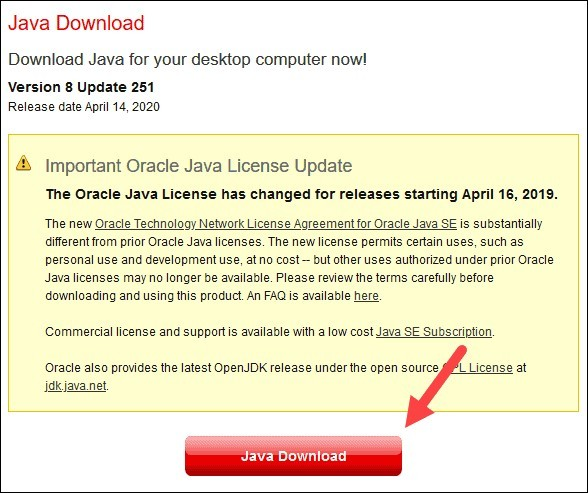 Java Download
Download Java for your desktop computer now!
Version 8 Update 251
Release date April 14, 2020
Important Oracle Java License Update
The Oracle Java License has changed for releases starting April 16, 2019.
The new Oracle Technology Network License Agreement for Oracle Java SE is substantially
different from prior Oracle Java licenses. The new license permits certain uses, such as
personal use and development use, at no cost -- but other uses authorized under prior Oracle
Java licenses may no longer be available. Please review the terms carefully before
downloading and using this product. An FAQ is available here.
Commercial license and support is available with a low cost Java SE Subscription.
Oracle also provides the latest OpenJDK release under the open source GPL License at
jdk.java.net.
Java Download